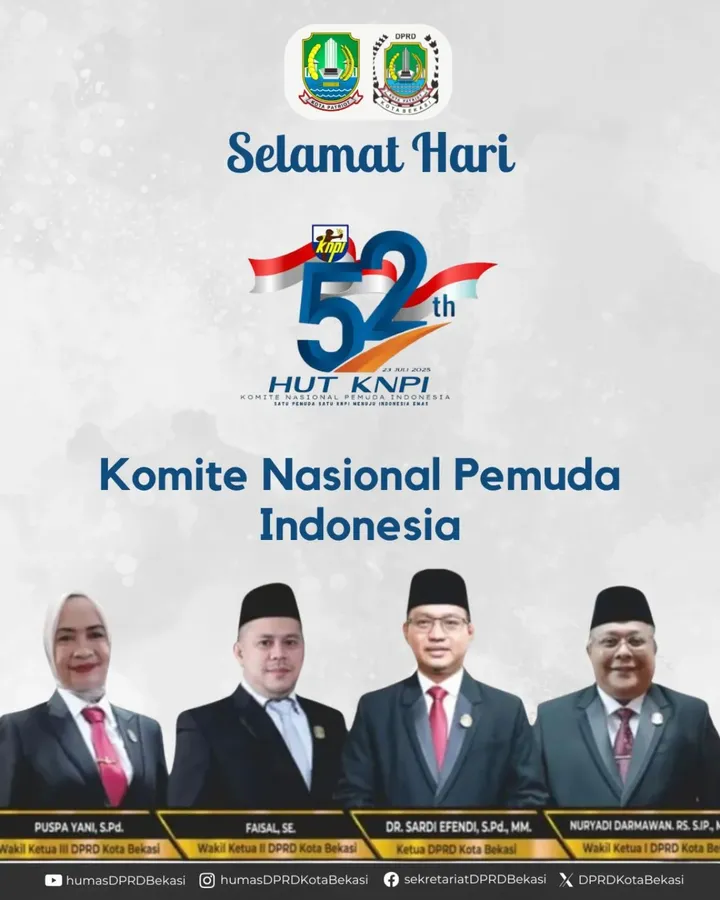 KOTA PATRIOT
DPRD
KOTA BEKASI
Selamat Hari
knpi
52th
23 JULI 2025
HUT KNPI
KOMITE NASIONAL PEMUDA INDONESIA
SATU PEMUDA SATU KNPI MENUJU INDONESIA EMAS
Komite Nasional Pemuda
Indonesia
PUSPA YANI, S.Pd.
Wakil Ketua III DPRD Kota Bekasi
FAISAL, SE.
Wakil Ketua II DPRD Kota Bekasi
DR. SARDI EFENDI, S.Pd., MM.
Ketua DPRD Kota Bekasi
NURYADI DARMAWAN. RS. S.IP., M
Wakil Ketua I DPRD Kota Be
humasDPRDBekasi
humasDPRDKotaBekasi
sekretariatDPRDBekasi
DPRDKotaBekasi